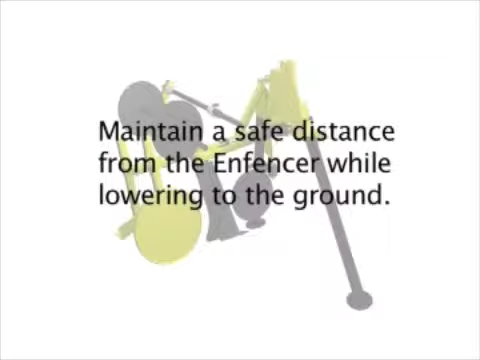 Maintain a safe distance
from the Enfencer while
lowering to the ground.